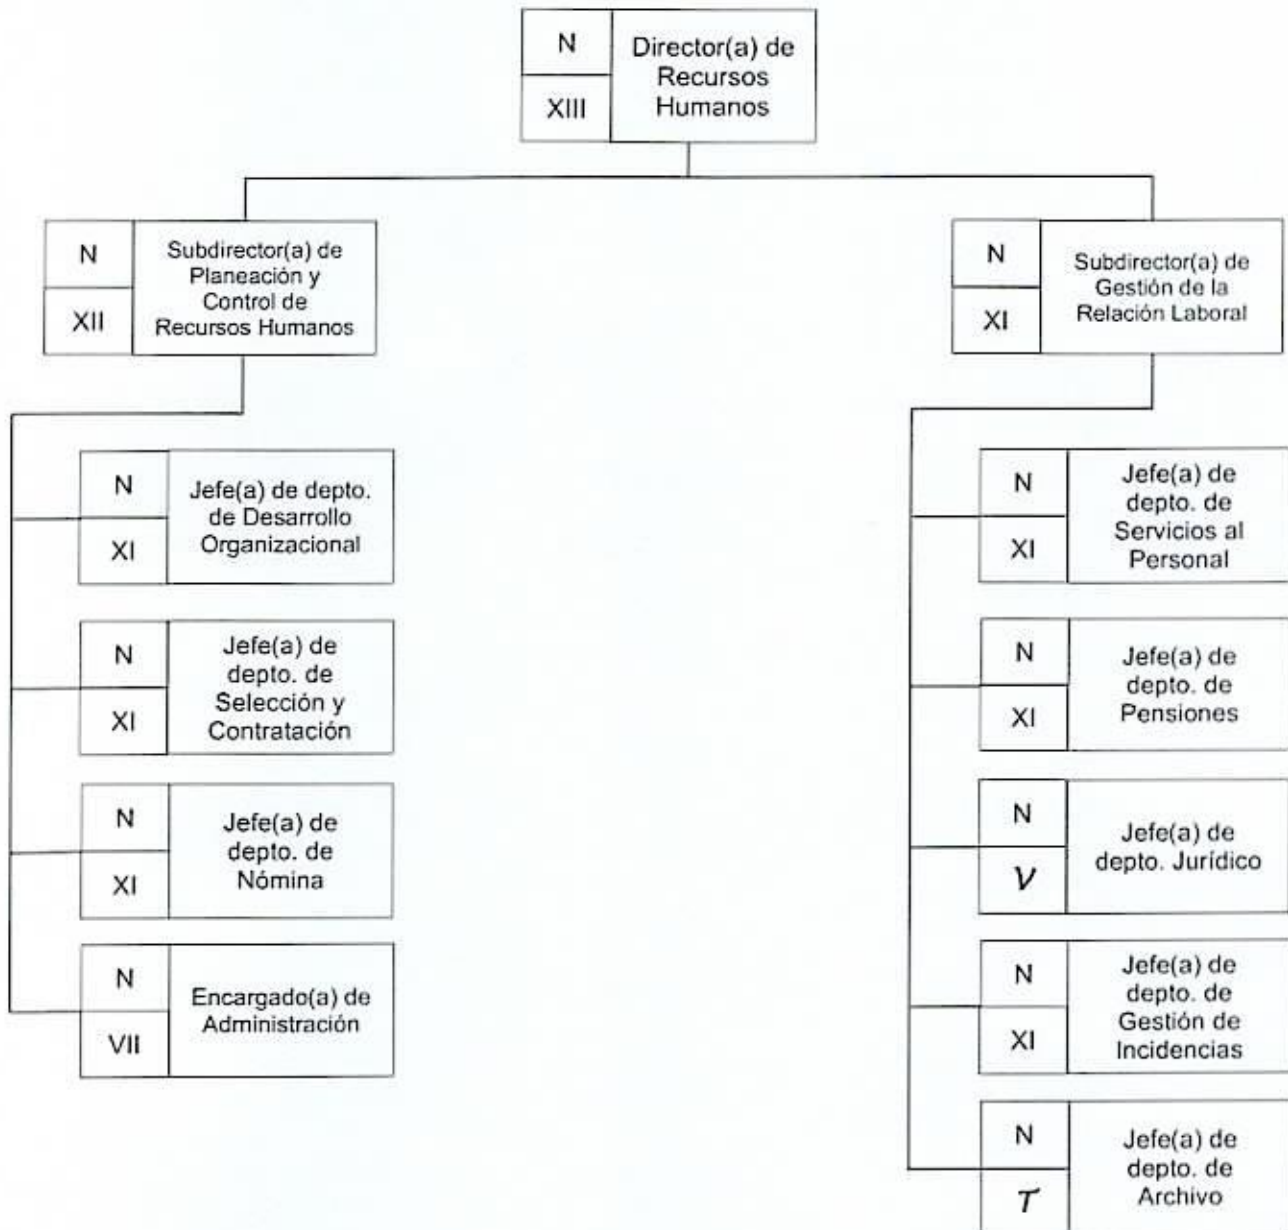 N
XIII
Director(a) de
Recursos
Humanos
N
XII
Subdirector(a) de
Planeación y
Control de
Recursos Humanos
N
XI
Subdirector(a) de
Gestión de la
Relación Laboral
N
XI
Jefe(a) de depto.
de Desarrollo
Organizacional
N
XI
Jefe(a) de
depto. de
Selección y
Contratación
N
XI
Jefe(a) de
depto. de
Nómina
N
VII
Encargado(a) de
Administración
N
XI
Jefe(a) de
depto. de
Servicios al
Personal
N
XI
Jefe(a) de
depto. de
Pensiones
N
V
Jefe(a) de
depto. Jurídico
N
XI
Jefe(a) de
depto. de
Gestión de
Incidencias
N
T
Jefe(a) de
depto. de
Archivo